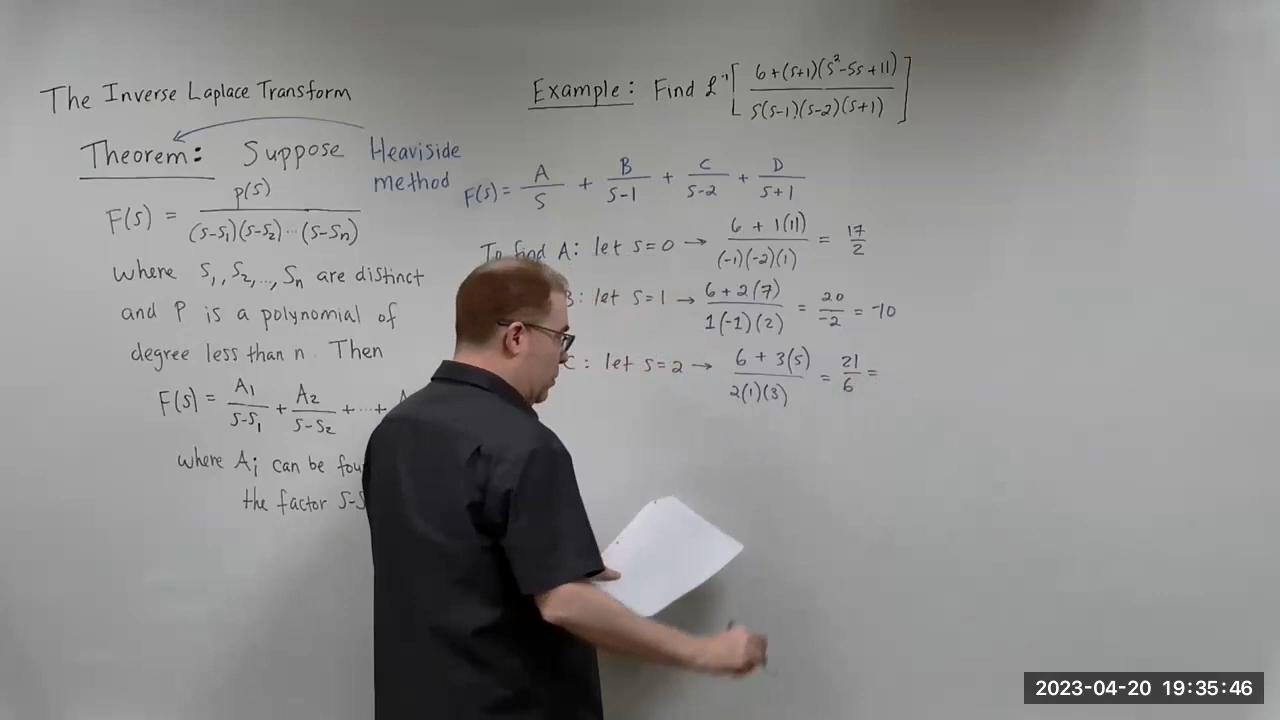 The Inverse Laplace Transform
Theorem: Suppose
Heaviside
method
F(s) = p(s) / (s-s₁)(s-s₂)···(s-sₙ)
where s₁, s₂, ..., sₙ are distinct
and P is a polynomial of
degree less than n. Then
F(s) = A₁/(s-s₁) + A₂/(s-s₂) + ··· +
where Aᵢ can be
the factor
Example: Find ℒ⁻¹[ 6+(s+1)(s²-5s+11) / s(s-1)(s-2)(s+1) ]
F(s) = A/s + B/(s-1) + C/(s-2) + D/(s+1)
To find A: let s=0 → 6 + 1(11) / (-1)(-2)(1) = 17/2
B: let s=1 → 6+2(7) / 1(-1)(2) = 20/-2 = -10
C: let s=2 → 6 + 3(5) / 2(1)(3) = 21/6 =
2023-04-20 19:35:46